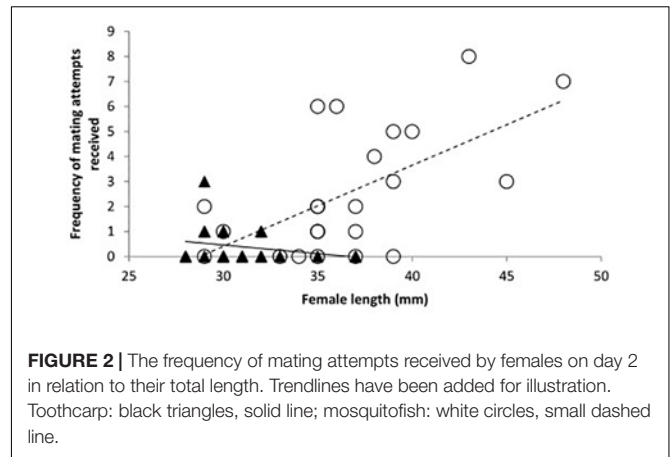 Frequency of mating attempts
received
9
8
7
6
5
4
3
2
1
0
25 30 35 40 45 50
Female length (mm)
FIGURE 2 | The frequency of mating attempts received by females on day 2
in relation to their total length. Trendlines have been added for illustration.
Toothcarp: black triangles, solid line; mosquitofish: white circles, small dashed
line.